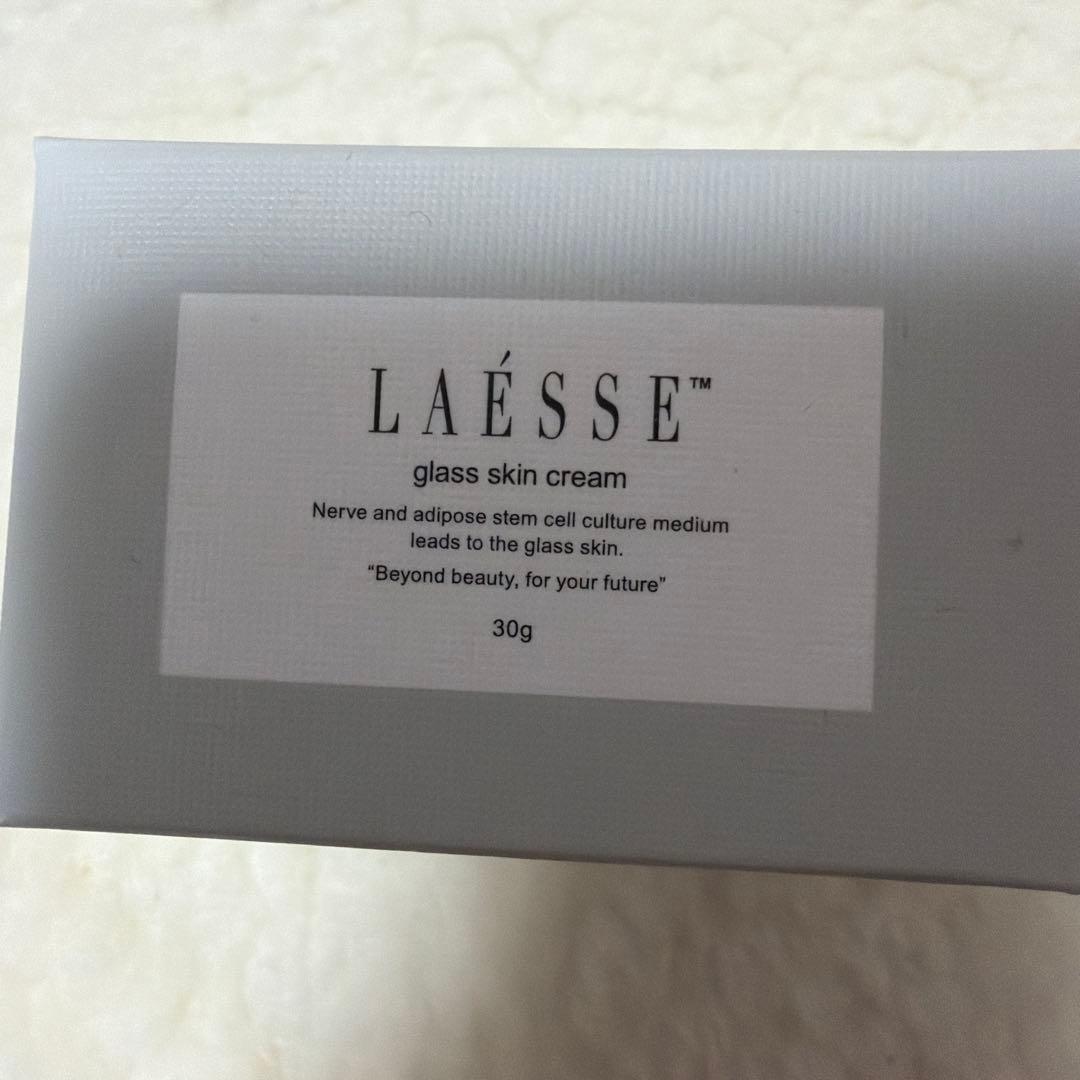 LAÉSSE™
glass skin cream
Nerve and adipose stem cell culture medium
leads to the glass skin.
“Beyond beauty, for your future”
30g